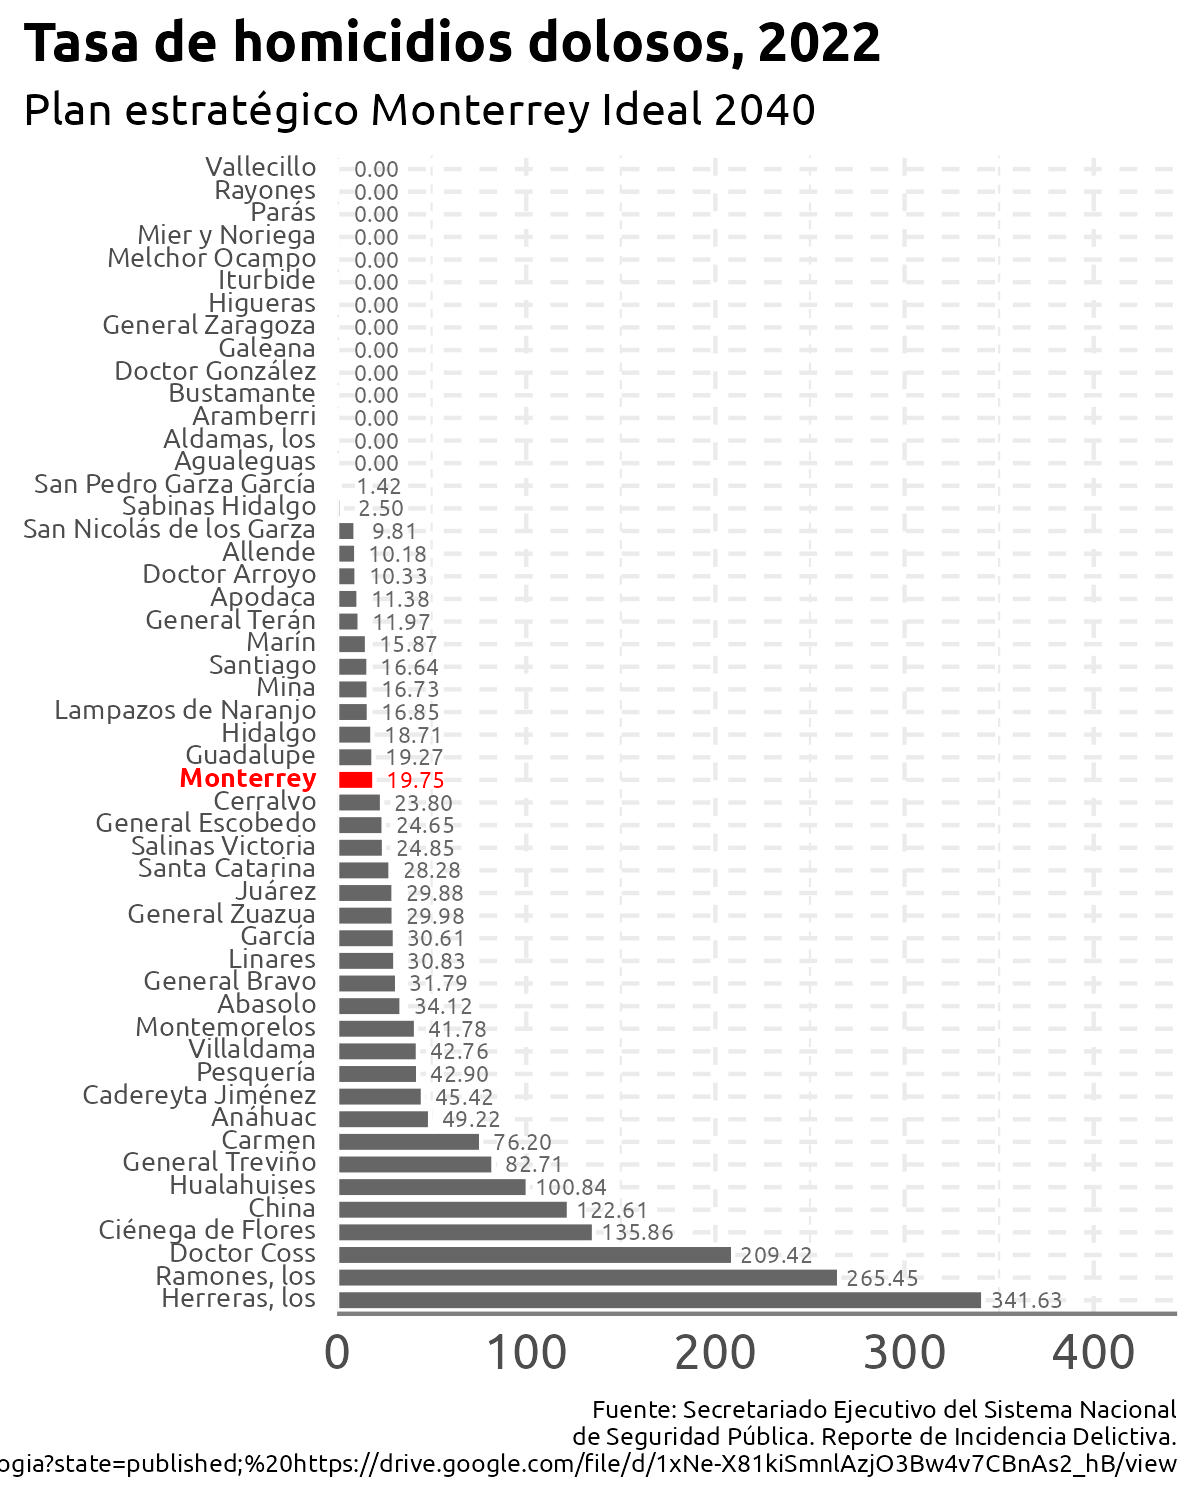 Tasa de homicidios dolosos, 2022
Plan estratégico Monterrey Ideal 2040
Vallecillo 0.00
Rayones 0.00
Parás 0.00
Mier y Noriega 0.00
Melchor Ocampo 0.00
Iturbide 0.00
Higueras 0.00
General Zaragoza 0.00
Galeana 0.00
Doctor González 0.00
Bustamante 0.00
Aramberri 0.00
Aldamas, los 0.00
Agualeguas 0.00
San Pedro Garza García 1.42
Sabinas Hidalgo 2.50
San Nicolás de los Garza 9.81
Allende 10.18
Doctor Arroyo 10.33
Apodaca 11.38
General Terán 11.97
Marín 15.87
Santiago 16.64
Mina 16.73
Lampazos de Naranjo 16.85
Hidalgo 18.71
Guadalupe 19.27
Monterrey 19.75
Cerralvo 23.80
General Escobedo 24.65
Salinas Victoria 24.85
Santa Catarina 28.28
Juárez 29.88
General Zuazua 29.98
García 30.61
Linares 30.83
General Bravo 31.79
Abasolo 34.12
Montemorelos 41.78
Villaldama 42.76
Pesquería 42.90
Cadereyta Jiménez 45.42
Anáhuac 49.22
Carmen 76.20
General Treviño 82.71
Hualahuises 100.84
China 122.61
Ciénega de Flores 135.86
Doctor Coss 209.42
Ramones, los 265.45
Herreras, los 341.63
0 100 200 300 400
Fuente: Secretariado Ejecutivo del Sistema Nacional
de Seguridad Pública. Reporte de Incidencia Delictiva.
ogia?state=published;%20https://drive.google.com/file/d/1xNe-X81kiSmnlAzjO3Bw4v7CBnAs2_hB/view